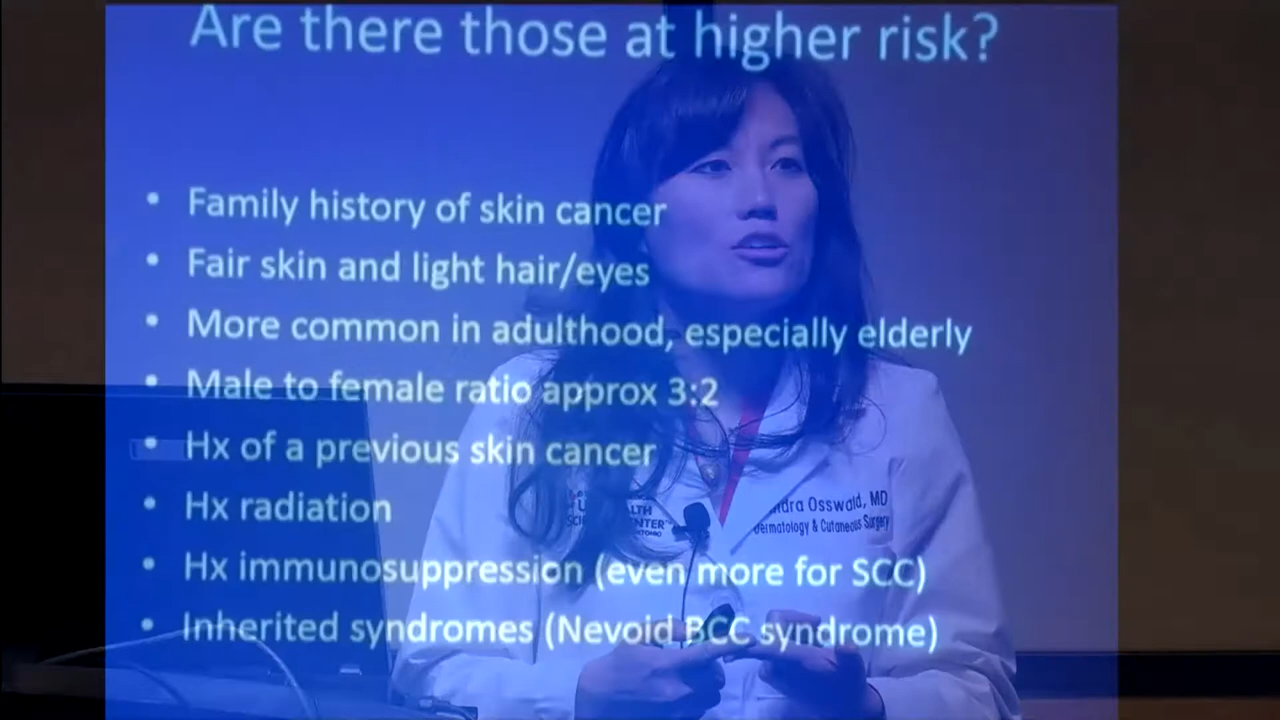 Are there those at higher risk?
• Family history of skin cancer
• Fair skin and light hair/eyes
• More common in adulthood, especially elderly
• Male to female ratio approx 3:2
• Hx of a previous skin cancer
• Hx radiation
• Hx immunosuppression (even more for SCC)
• Inherited syndromes (Nevoid BCC syndrome)
Osswald, MD
Dermatology & Cutaneous Surgery